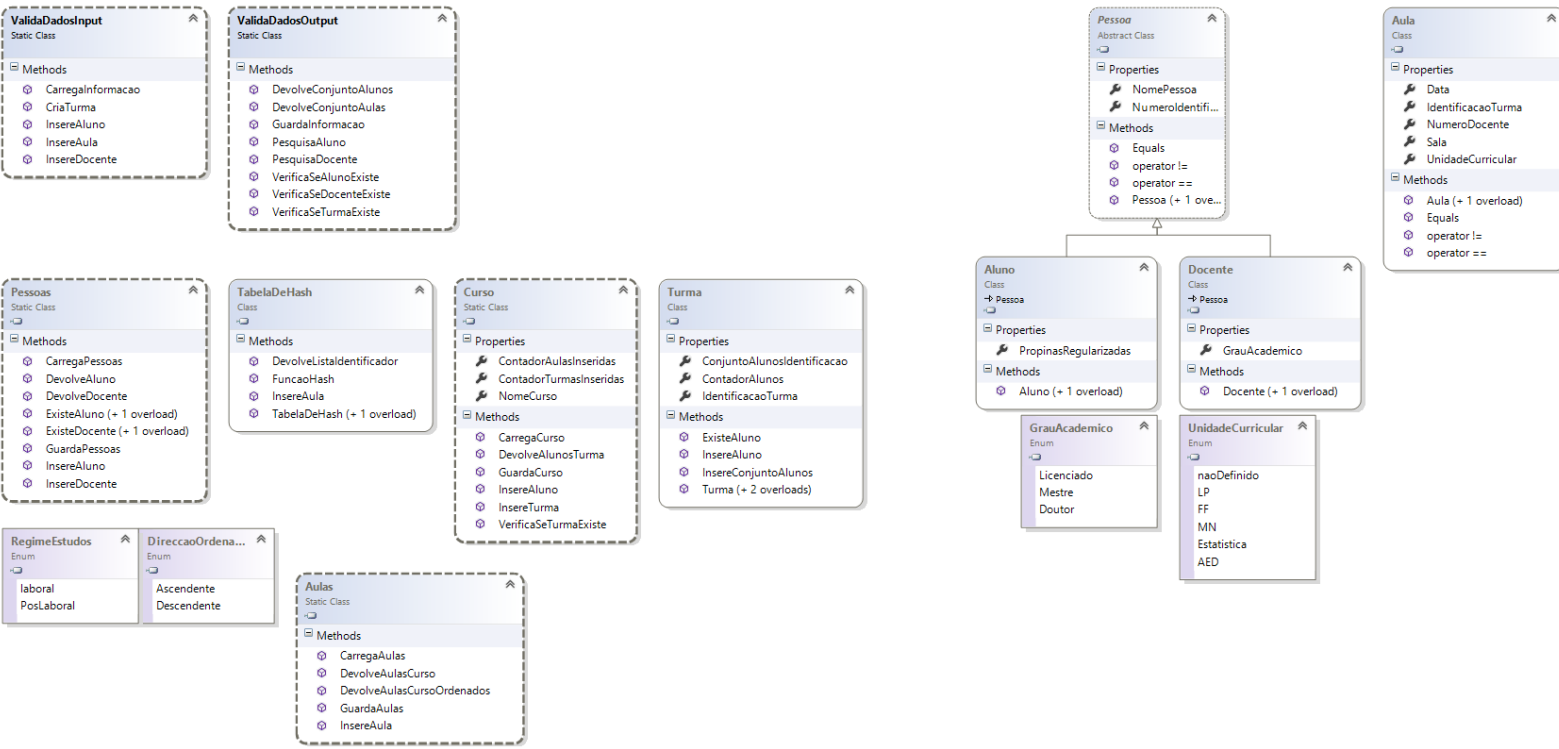 ValidaDadosInput
Static Class
Methods
CarregaInformacao
CriaTurma
InsereAluno
InsereAula
InsereDocente
ValidaDadosOutput
Static Class
Methods
DevolveConjuntoAlunos
DevolveConjuntoAulas
GuardaInformacao
PesquisaAluno
PesquisaDocente
VerificaSeAlunoExiste
VerificaSeDocenteExiste
VerificaSeTurmaExiste
Pessoa
Abstract Class
Properties
NomePessoa
NumeroIdentifi...
Methods
Equals
operator !=
operator ==
Pessoa (+ 1 ove...
Aula
Class
Properties
Data
IdentificacaoTurma
NumeroDocente
Sala
UnidadeCurricular
Methods
Aula (+ 1 overload)
Equals
operator !=
operator ==
Pessoas
Static Class
Methods
CarregaPessoas
DevolveAluno
DevolveDocente
ExisteAluno (+ 1 overload)
ExisteDocente (+ 1 overload)
GuardaPessoas
InsereAluno
InsereDocente
TabelaDeHash
Class
Methods
DevolveListaIdentificador
FuncaoHash
InsereAula
TabelaDeHash (+ 1 overload)
Curso
Static Class
Properties
ContadorAulasInseridas
ContadorTurmasInseridas
NomeCurso
Methods
CarregaCurso
DevolveAlunosTurma
GuardaCurso
InsereAluno
InsereTurma
VerificaSeTurmaExiste
Turma
Class
Properties
ConjuntoAlunosIdentificacao
ContadorAlunos
IdentificacaoTurma
Methods
ExisteAluno
InsereAluno
InsereConjuntoAlunos
Turma (+ 2 overloads)
Aluno
Class
Pessoa
Properties
PropinasRegularizadas
Methods
Aluno (+ 1 overload)
Docente
Class
Pessoa
Properties
GrauAcademico
Methods
Docente (+ 1 overload)
GrauAcademico
Enum
Licenciado
Mestre
Doutor
UnidadeCurricular
Enum
naoDefinido
LP
FF
MN
Estatistica
AED
RegimeEstudos
Enum
laboral
PosLaboral
DireccaoOrdena...
Enum
Ascendente
Descendente
Aulas
Static Class
Methods
CarregaAulas
DevolveAulasCurso
DevolveAulasCursoOrdenados
GuardaAulas
InsereAula